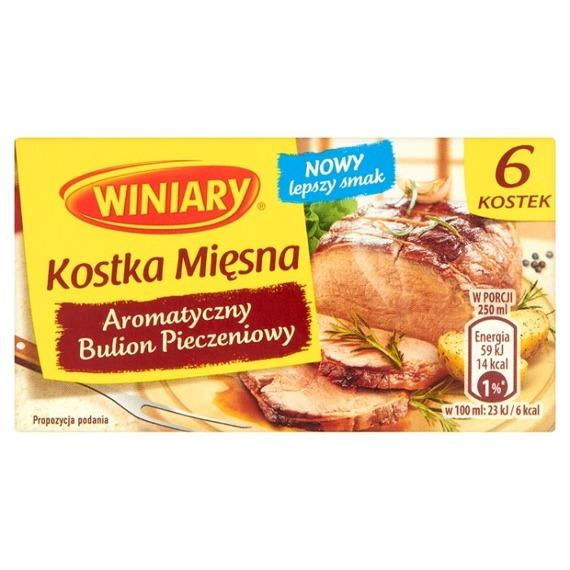 WINIARY®
Kostka Mięsna
Aromatyczny
Bulion Pieczeniowy
NOWY
lepszy smak
6
KOSTEK
W PORCJI
250 ml
Energia
59 kJ
14 kcal
1%*
w 100 ml: 23 kJ / 6 kcal
Propozycja podania